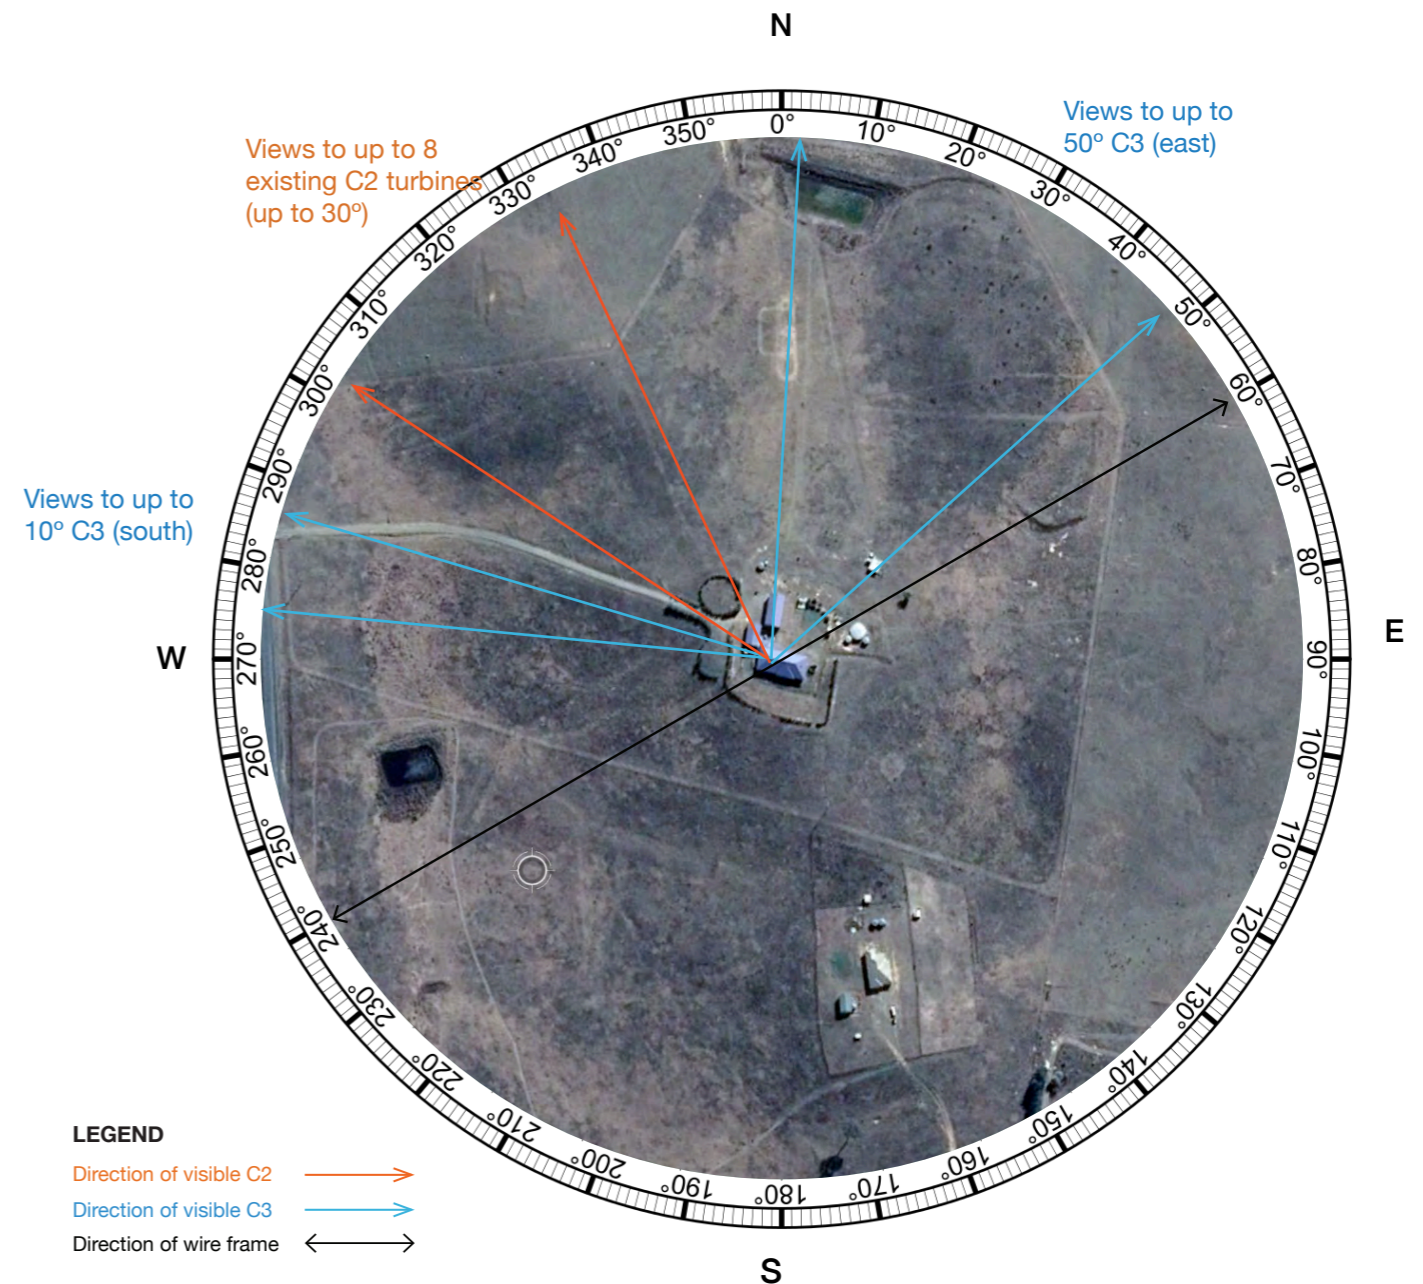 N
Views to up to 8
existing C2 turbines
(up to 30º)
Views to up to
50º C3 (east)
Views to up to
10º C3 (south)
0°
10°
20°
30°
40°
50°
60°
70°
80°
90°
100°
110°
120°
130°
140°
150°
160°
170°
180°
190°
200°
210°
220°
230°
240°
250°
260°
270°
280°
290°
300°
310°
320°
330°
340°
350°
W
E
S
LEGEND
Direction of visible C2
Direction of visible C3
Direction of wire frame